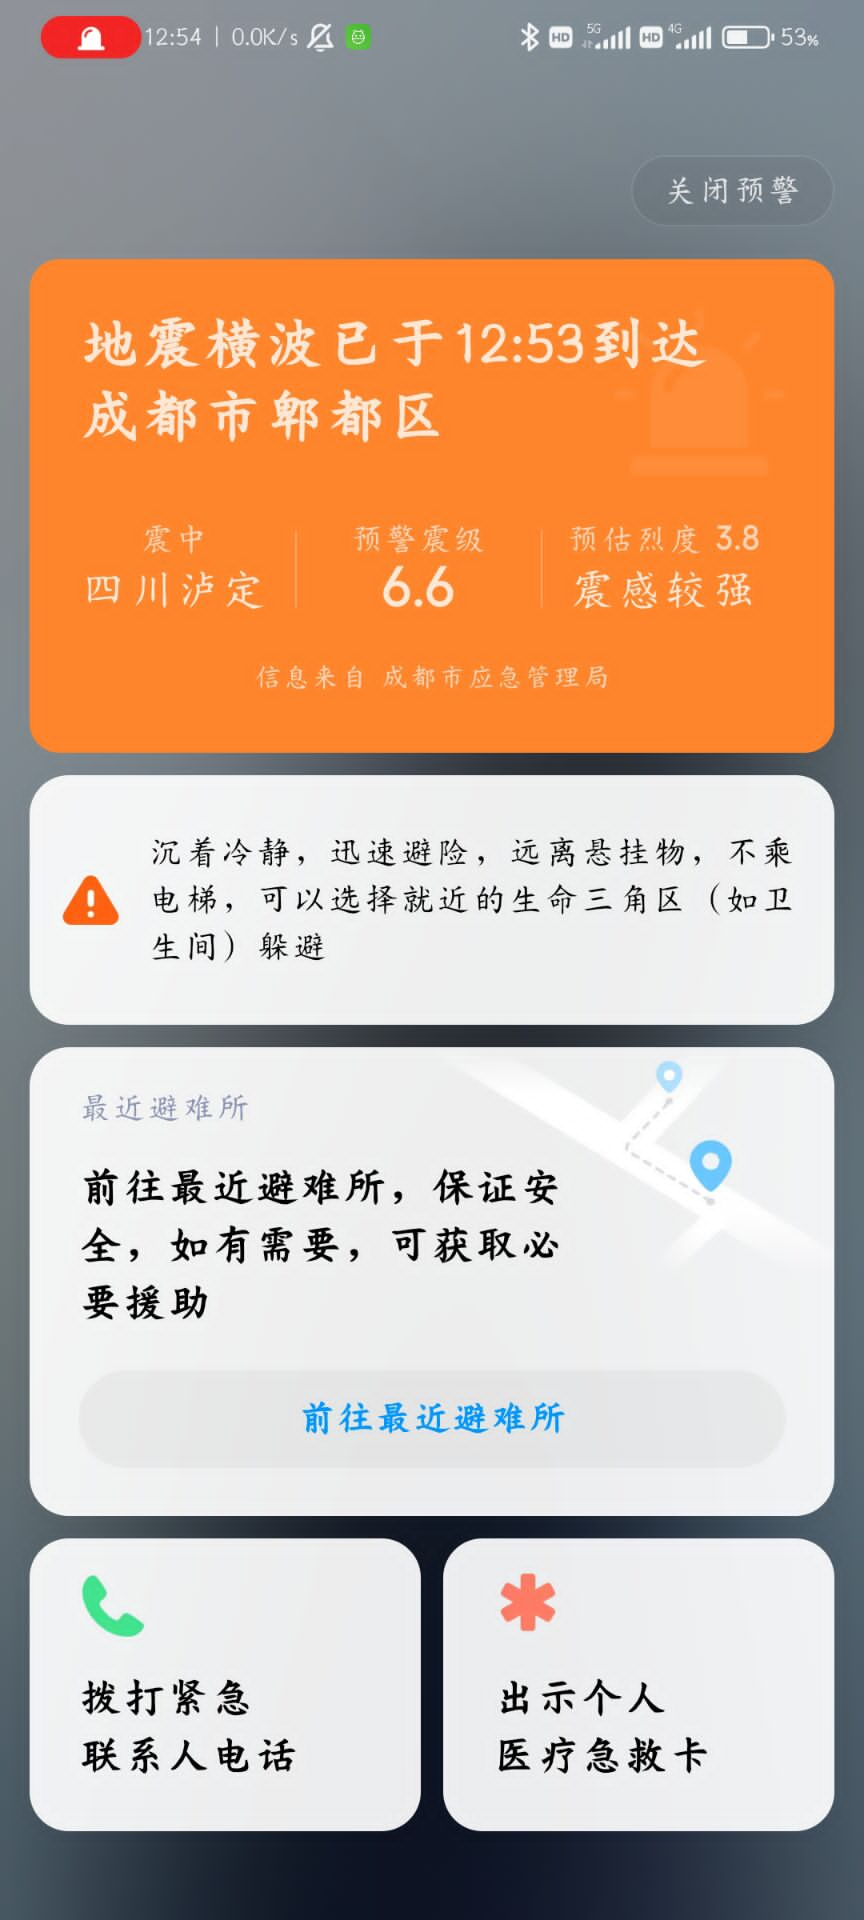 12:54 | 0.0K/s HD 5G HD 4G 53%
关闭预警
地震横波已于12:53到达
成都市郫都区
震中 预警震级 预估烈度 3.8
四川泸定 6.6 震感较强
信息来自 成都市应急管理局
沉着冷静，迅速避险，远离悬挂物，不乘
电梯，可以选择就近的生命三角区（如卫
生间）躲避
最近避难所
前往最近避难所，保证安
全，如有需要，可获取必
要援助
前往最近避难所
拨打紧急
联系人电话
出示个人
医疗急救卡